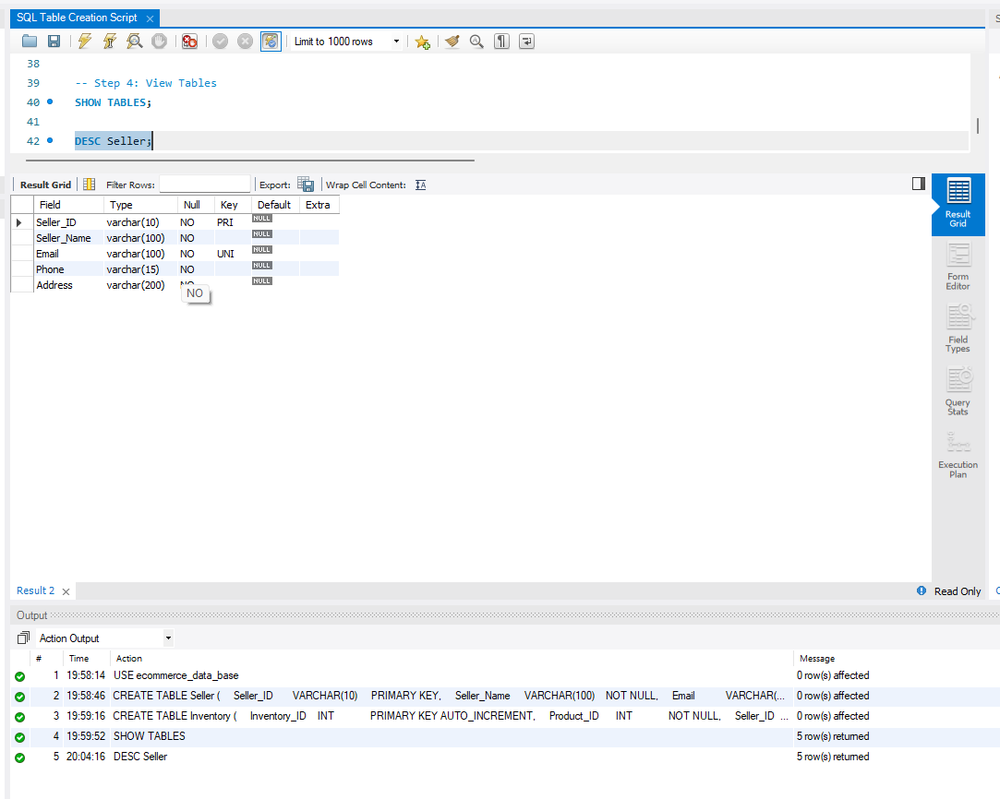 SQL Table Creation Script
Limit to 1000 rows
38
39 -- Step 4: View Tables
40 SHOW TABLES;
41
42 DESC Seller;
Result Grid Filter Rows: Export: Wrap Cell Content:
Field Type Null Key Default Extra
Seller_ID varchar(10) NO PRI NULL
Seller_Name varchar(100) NO NULL
Email varchar(100) NO UNI NULL
Phone varchar(15) NO NULL
Address varchar(200) NO NULL
NO
Result
Grid
Form
Editor
Field
Types
Query
Stats
Execution
Plan
Result 2 Read Only
Output
Action Output
# Time Action Message
1 19:58:14 USE ecommerce_data_base 0 row(s) affected
2 19:58:46 CREATE TABLE Seller ( Seller_ID VARCHAR(10) PRIMARY KEY, Seller_Name VARCHAR(100) NOT NULL, Email VARCHAR(... 0 row(s) affected
3 19:59:16 CREATE TABLE Inventory ( Inventory_ID INT PRIMARY KEY AUTO_INCREMENT, Product_ID INT NOT NULL, Seller_ID ... 0 row(s) affected
4 19:59:52 SHOW TABLES 5 row(s) returned
5 20:04:16 DESC Seller 5 row(s) returned